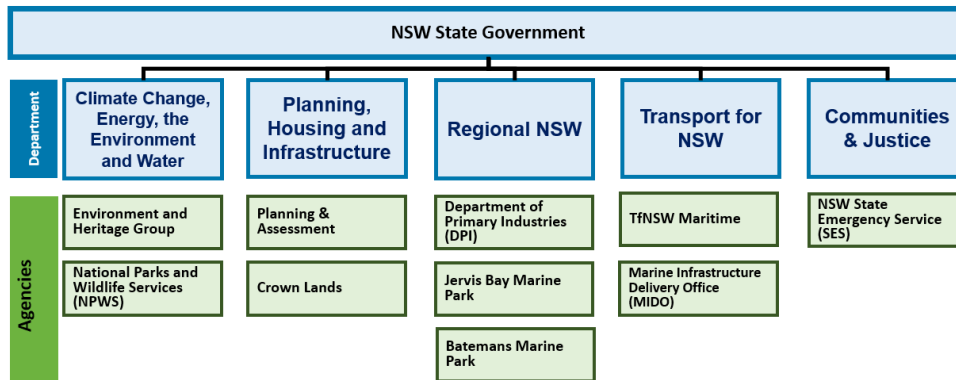 NSW State Government
Department
Climate Change,
Energy, the
Environment
and Water
Planning,
Housing and
Infrastructure
Regional NSW
Transport for
NSW
Communities
& Justice
Agencies
Environment and
Heritage Group
Planning &
Assessment
Department of
Primary Industries
(DPI)
TfNSW Maritime
NSW State
Emergency Service
(SES)
National Parks and
Wildlife Services
(NPWS)
Crown Lands
Jervis Bay Marine
Park
Marine Infrastructure
Delivery Office
(MIDO)
Batemans Marine
Park